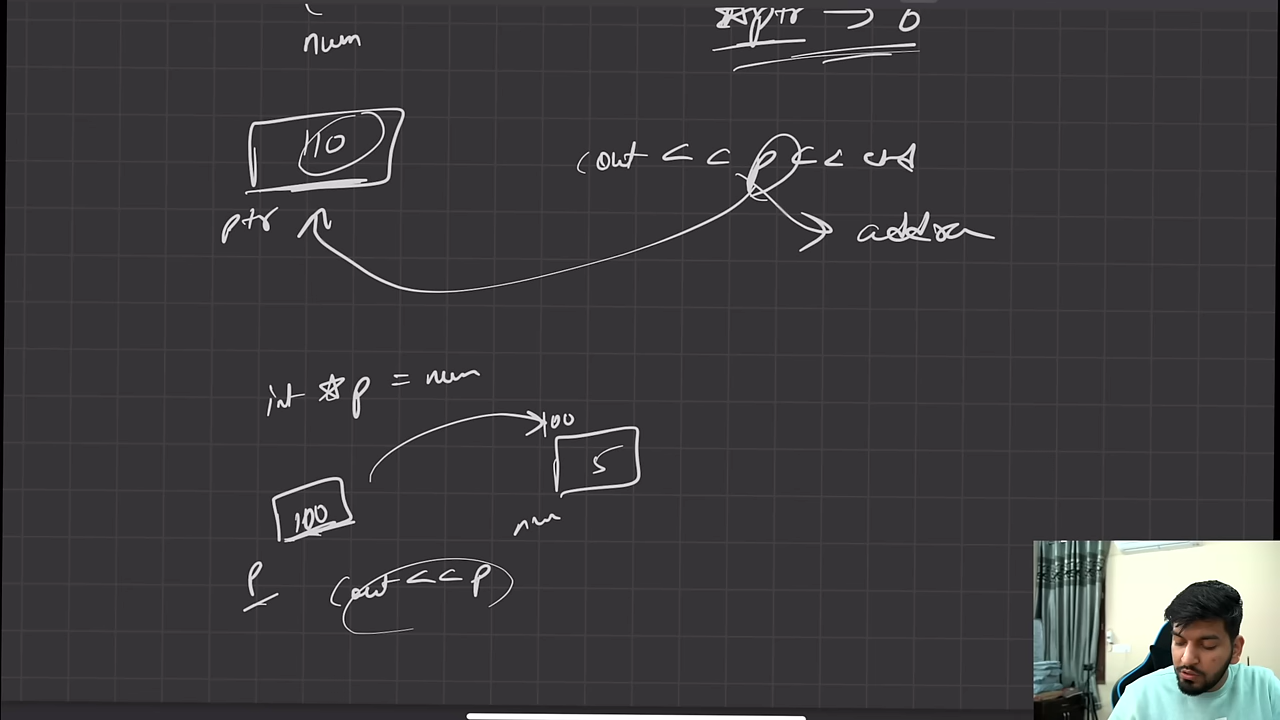 num
*ptr → 0
110
cout << p << endl
ptr
address
int *p = num
100
5
100
num
p
cout << p